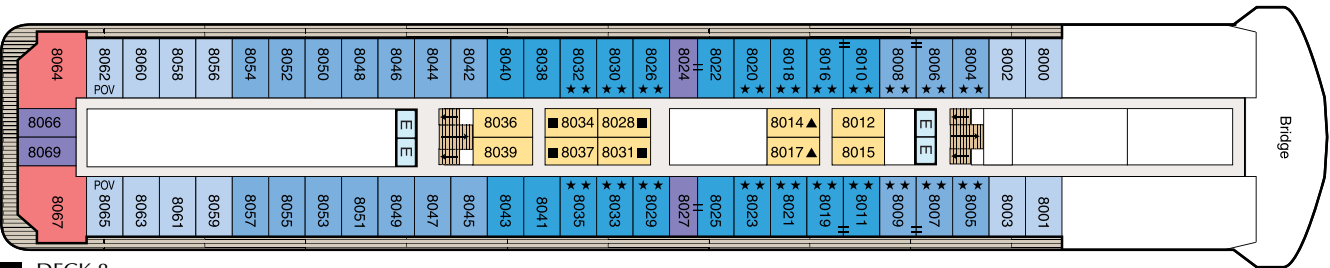 8064 8062 8060 8058 8056 8054 8052 8050 8048 8046 8044 8042 8040 8038 8032 8030 8026 8024 8022 8020 8018 8016 8010 8008 8006 8004 8002 8000
POV ★★ ★★ ★★ ★★ ★★ ★★ ★★ ★★ ★★ ★★
8066 E 8036 ■8034 8028■ 8014▲ 8012 E
Bridge
8069 E 8039 ■8037 8031■ 8017▲ 8015 E
POV ★★ ★★ ★★ ★★ ★★ ★★ ★★ ★★ ★★ ★★
8067 8065 8063 8061 8059 8057 8055 8053 8051 8049 8047 8045 8043 8041 8035 8033 8029 8027 8025 8023 8021 8019 8011 8009 8007 8005 8003 8001
DECK 8